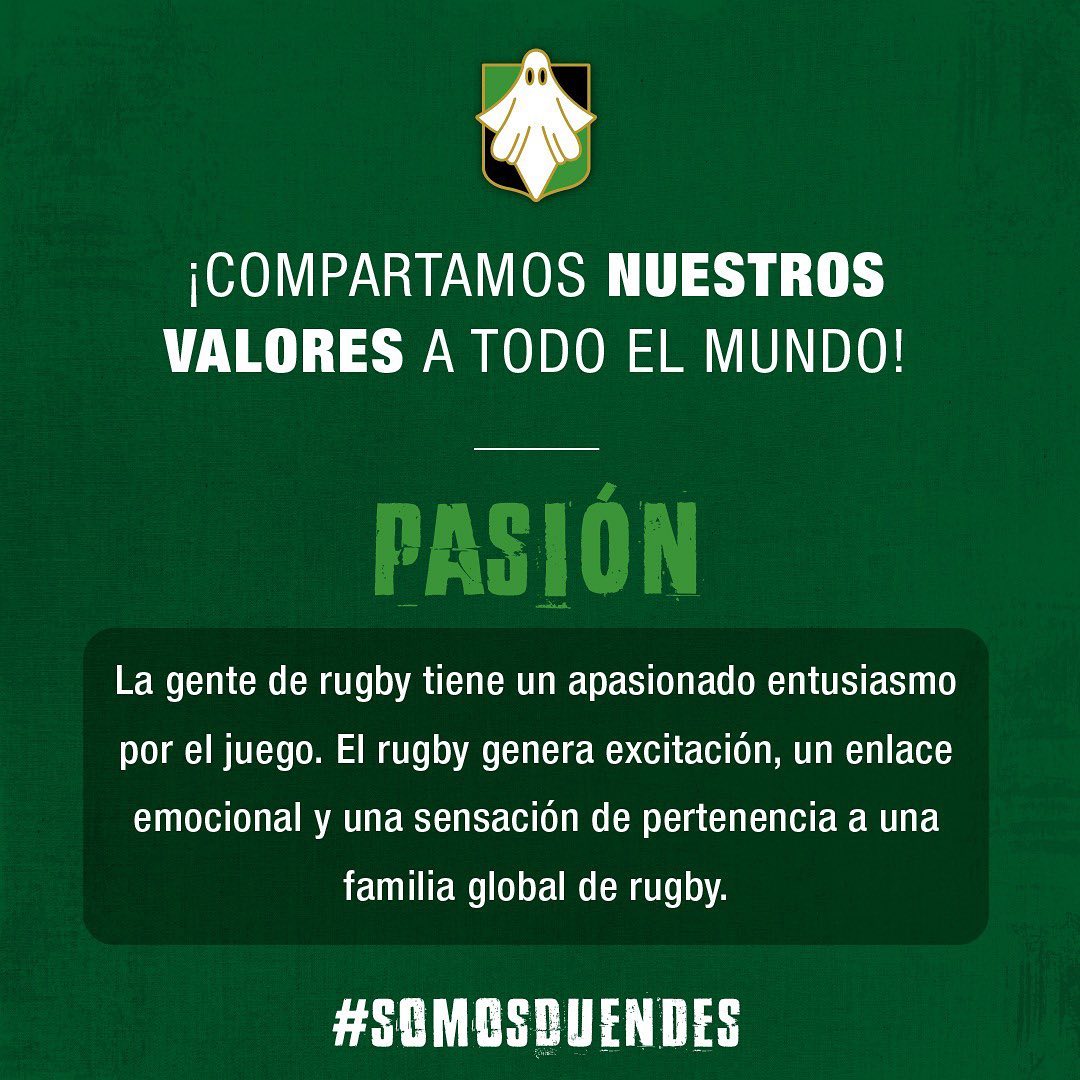 ¡COMPARTAMOS NUESTROS
VALORES A TODO EL MUNDO!
PASIÓN
La gente de rugby tiene un apasionado entusiasmo
por el juego. El rugby genera excitación, un enlace
emocional y una sensación de pertenencia a una
familia global de rugby.
#SOMOSDUENDES